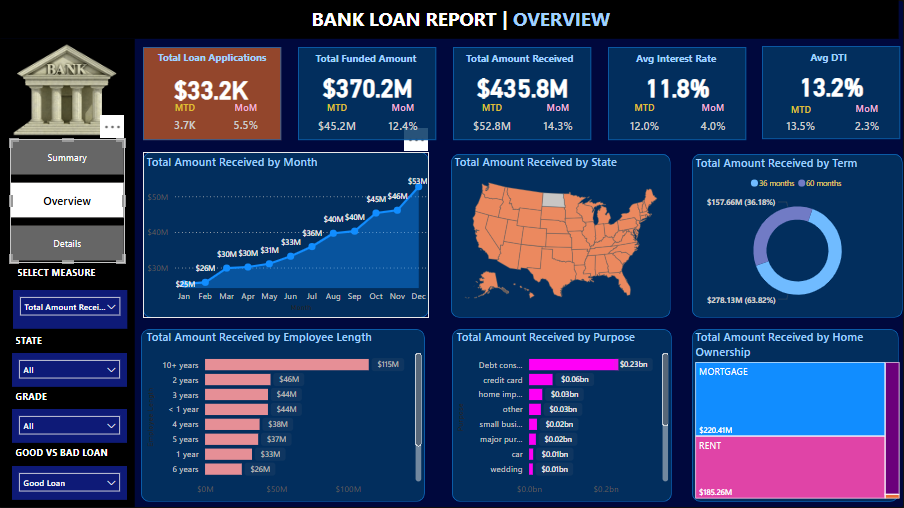 BANK LOAN REPORT | OVERVIEW
BANK
Summary
Overview
Details
SELECT MEASURE
Total Amount Recei...
STATE
All
GRADE
All
GOOD VS BAD LOAN
Good Loan
Total Loan Applications
$33.2K
MTD MoM
3.7K 5.5%
Total Funded Amount
$370.2M
MTD MoM
$45.2M 12.4%
Total Amount Received
$435.8M
MTD MoM
$52.8M 14.3%
Avg Interest Rate
11.8%
MTD MoM
12.0% 4.0%
Avg DTI
13.2%
MTD MoM
13.5% 2.3%
Total Amount Received by Month
$50M
$40M
$30M
$25M $26M $30M $30M $31M $33M $36M $40M $40M $45M $46M $53M
Jan Feb Mar Apr May Jun Jul Aug Sep Oct Nov Dec
Total Amount Received by State
Total Amount Received by Term
36 months 60 months
$157.66M (36.18%)
$278.13M (63.82%)
Total Amount Received by Employee Length
10+ years $115M
2 years $46M
3 years $44M
< 1 year $44M
4 years $38M
5 years $37M
1 year $33M
6 years $26M
$0M $50M $100M
Total Amount Received by Purpose
Debt cons... $0.23bn
credit card $0.06bn
home imp... $0.03bn
other $0.03bn
small busi... $0.02bn
major pur... $0.02bn
car $0.01bn
wedding $0.01bn
$0.0bn $0.2bn
Total Amount Received by Home
Ownership
MORTGAGE
$220.41M
RENT
$185.26M